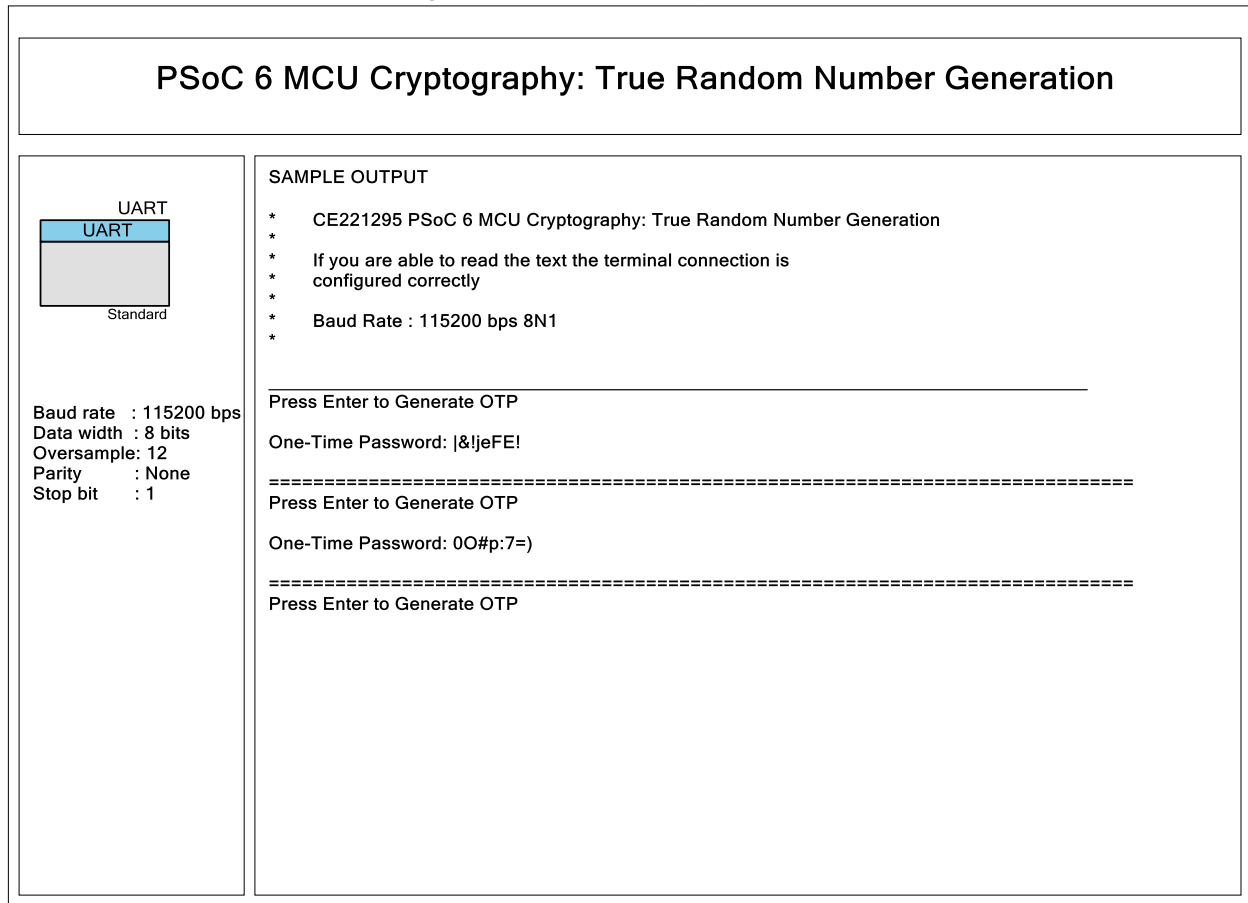 PSoC 6 MCU Cryptography: True Random Number Generation
UART
UART
Standard
Baud rate : 115200 bps
Data width : 8 bits
Oversample: 12
Parity : None
Stop bit : 1
SAMPLE OUTPUT
* CE221295 PSoC 6 MCU Cryptography: True Random Number Generation
*
* If you are able to read the text the terminal connection is
* configured correctly
*
* Baud Rate : 115200 bps 8N1
*
Press Enter to Generate OTP
One-Time Password: |&!jeFE!
==============================================================================
Press Enter to Generate OTP
One-Time Password: 0O#p:7=)
==============================================================================
Press Enter to Generate OTP